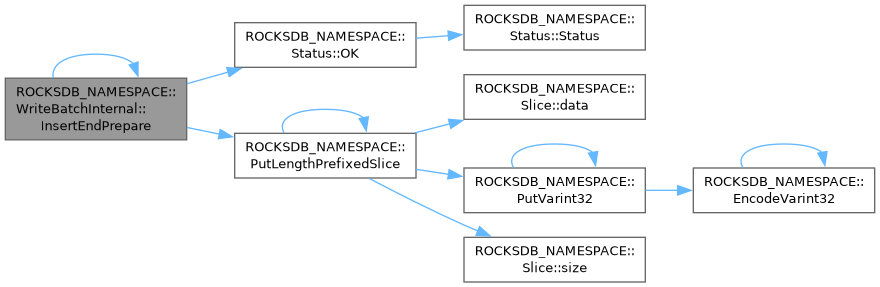 ROCKSDB_NAMESPACE::
WriteBatchInternal::
InsertEndPrepare
ROCKSDB_NAMESPACE::
Status::OK
ROCKSDB_NAMESPACE::
Status::Status
ROCKSDB_NAMESPACE::
PutLengthPrefixedSlice
ROCKSDB_NAMESPACE::
Slice::data
ROCKSDB_NAMESPACE::
PutVarint32
ROCKSDB_NAMESPACE::
EncodeVarint32
ROCKSDB_NAMESPACE::
Slice::size